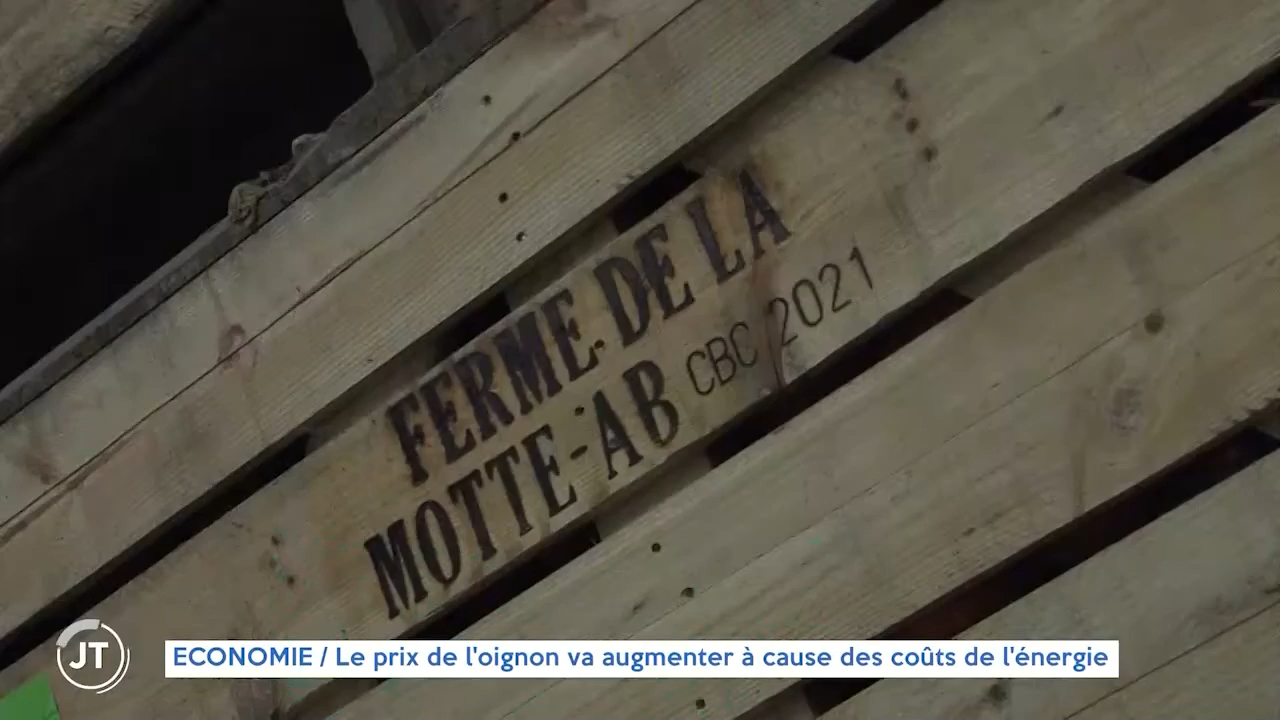 FERME DE LA
MOTTE-AB CBC 2021
JT
ECONOMIE / Le prix de l'oignon va augmenter à cause des coûts de l'énergie